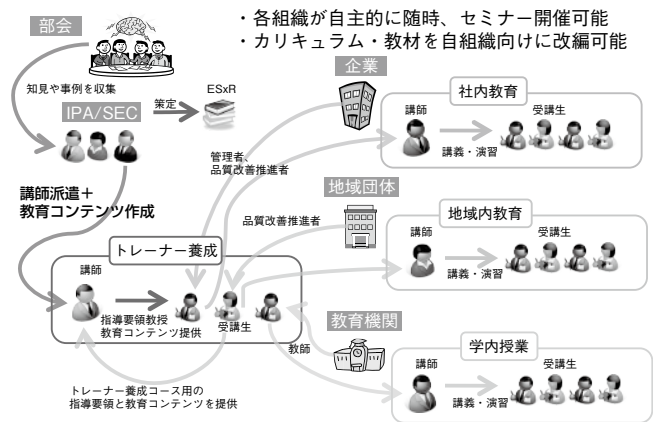 ・各組織が自主的に随時、セミナー開催可能
・カリキュラム・教材を自組織向けに改編可能
部会
知見や事例を収集
IPA/SEC
策定
ESxR
講師派遣＋
教育コンテンツ作成
企業
管理者、
品質改善推進者
社内教育
講師
受講生
講義・演習
地域団体
品質改善推進者
地域内教育
講師
受講生
講義・演習
トレーナー養成
講師
指導要領教授
教育コンテンツ提供
受講生
教育機関
教師
学内授業
講師
受講生
講義・演習
トレーナー養成コース用の
指導要領と教育コンテンツを提供